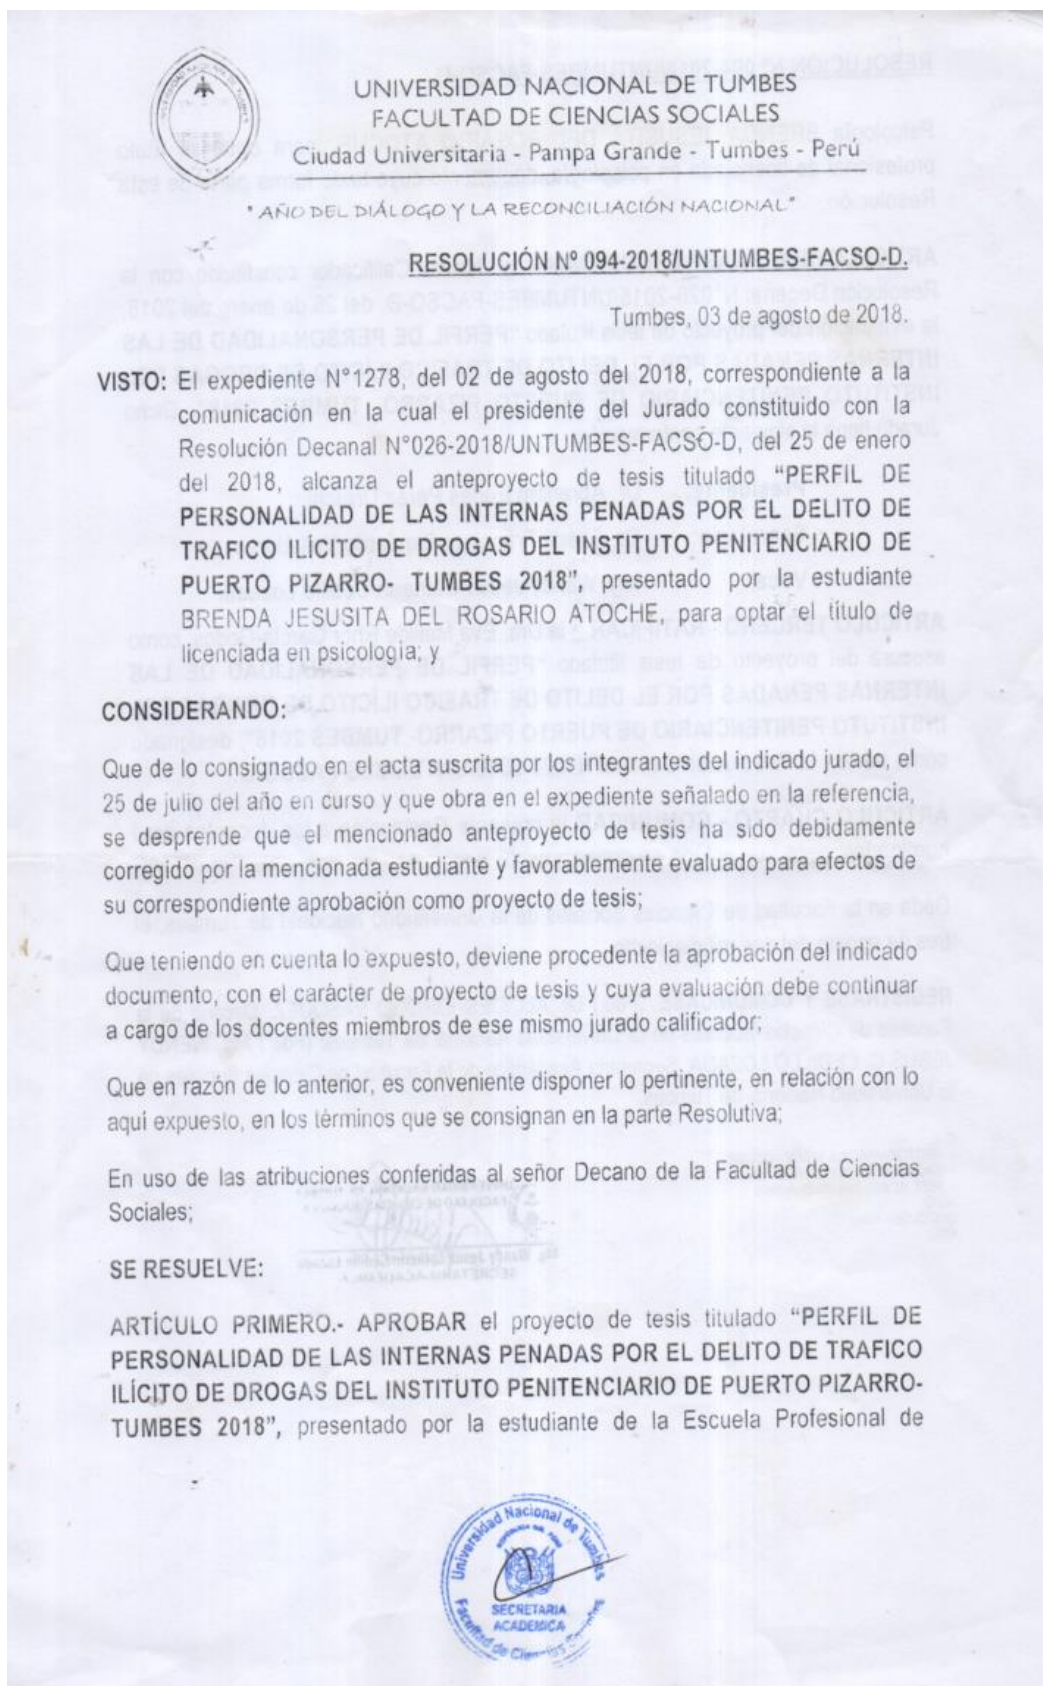 UNIVERSIDAD NACIONAL DE TUMBES
FACULTAD DE CIENCIAS SOCIALES
Ciudad Universitaria - Pampa Grande - Tumbes - Perú
"AÑO DEL DIÁLOGO Y LA RECONCILIACIÓN NACIONAL"
RESOLUCIÓN Nº 094-2018/UNTUMBES-FACSO-D.
Tumbes, 03 de agosto de 2018.
VISTO: El expediente N°1278, del 02 de agosto del 2018, correspondiente a la
comunicación en la cual el presidente del Jurado constituido con la
Resolución Decanal N°026-2018/UNTUMBES-FACSO-D, del 25 de enero
del 2018, alcanza el anteproyecto de tesis titulado "PERFIL DE
PERSONALIDAD DE LAS INTERNAS PENADAS POR EL DELITO DE
TRAFICO ILÍCITO DE DROGAS DEL INSTITUTO PENITENCIARIO DE
PUERTO PIZARRO- TUMBES 2018", presentado por la estudiante
BRENDA JESUSITA DEL ROSARIO ATOCHE, para optar el título de
licenciada en psicología; y
CONSIDERANDO:
Que de lo consignado en el acta suscrita por los integrantes del indicado jurado, el
25 de julio del año en curso y que obra en el expediente señalado en la referencia,
se desprende que el mencionado anteproyecto de tesis ha sido debidamente
corregido por la mencionada estudiante y favorablemente evaluado para efectos de
su correspondiente aprobación como proyecto de tesis;
Que teniendo en cuenta lo expuesto, deviene procedente la aprobación del indicado
documento, con el carácter de proyecto de tesis y cuya evaluación debe continuar
a cargo de los docentes miembros de ese mismo jurado calificador;
Que en razón de lo anterior, es conveniente disponer lo pertinente, en relación con lo
aquí expuesto, en los términos que se consignan en la parte Resolutiva;
En uso de las atribuciones conferidas al señor Decano de la Facultad de Ciencias
Sociales;
SE RESUELVE:
ARTÍCULO PRIMERO.- APROBAR el proyecto de tesis titulado "PERFIL DE
PERSONALIDAD DE LAS INTERNAS PENADAS POR EL DELITO DE TRAFICO
ILÍCITO DE DROGAS DEL INSTITUTO PENITENCIARIO DE PUERTO PIZARRO-
TUMBES 2018", presentado por la estudiante de la Escuela Profesional de
Universidad Nacional de Tumbes
SECRETARIA
ACADEMICA
Facultad de Ciencias Sociales